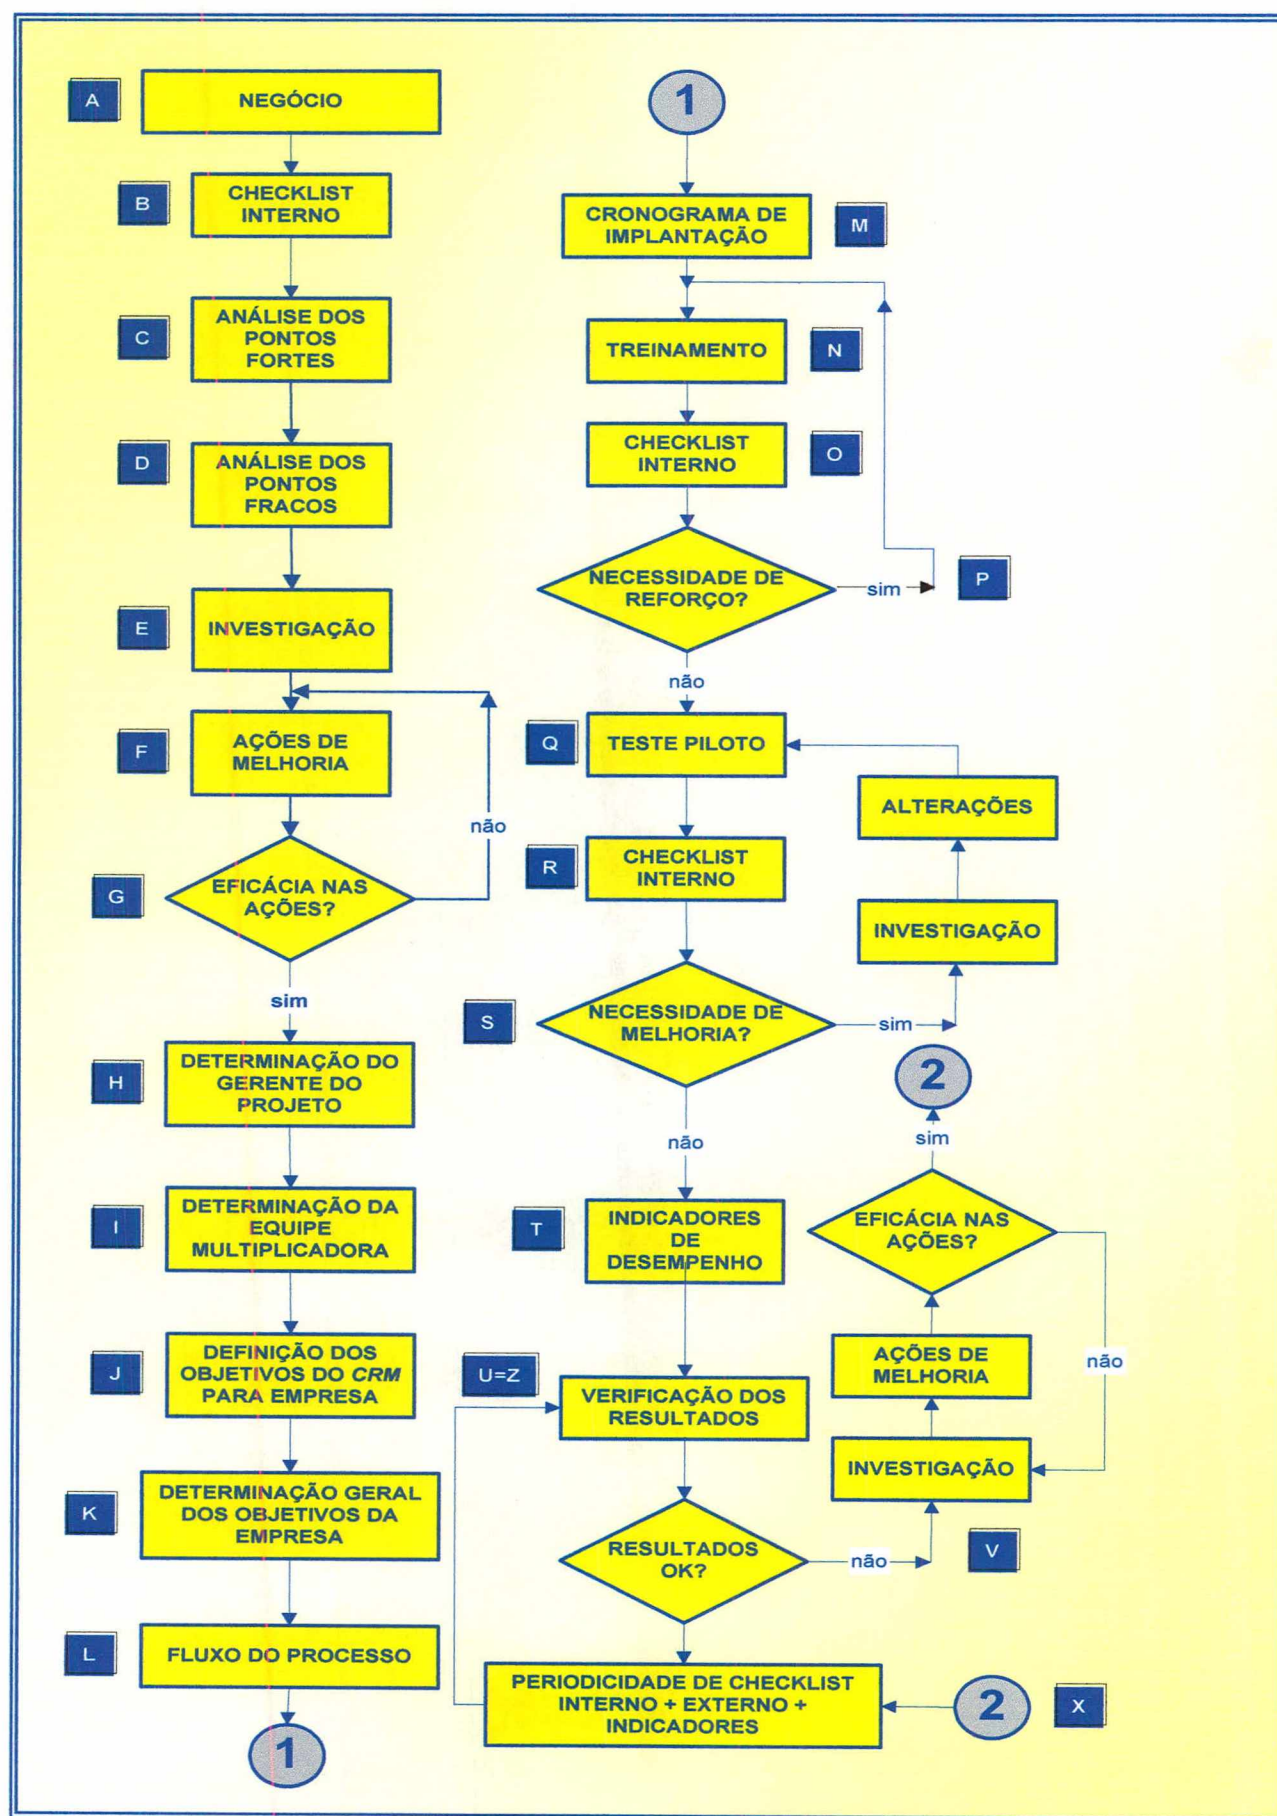 A
NEGÓCIO
B
CHECKLIST
INTERNO
C
ANÁLISE DOS
PONTOS
FORTES
D
ANÁLISE DOS
PONTOS
FRACOS
E
INVESTIGAÇÃO
F
AÇÕES DE
MELHORIA
não
G
EFICÁCIA NAS
AÇÕES?
sim
H
DETERMINAÇÃO DO
GERENTE DO
PROJETO
I
DETERMINAÇÃO DA
EQUIPE
MULTIPLICADORA
J
DEFINIÇÃO DOS
OBJETIVOS DO CRM
PARA EMPRESA
K
DETERMINAÇÃO GERAL
DOS OBJETIVOS DA
EMPRESA
L
FLUXO DO PROCESSO
1
1
CRONOGRAMA DE
IMPLANTAÇÃO
M
TREINAMENTO
N
CHECKLIST
INTERNO
O
NECESSIDADE DE
REFORÇO?
sim
P
não
Q
TESTE PILOTO
ALTERAÇÕES
R
CHECKLIST
INTERNO
INVESTIGAÇÃO
S
NECESSIDADE DE
MELHORIA?
sim
2
não
sim
T
INDICADORES
DE
DESEMPENHO
EFICÁCIA NAS
AÇÕES?
não
AÇÕES DE
MELHORIA
U=Z
VERIFICAÇÃO DOS
RESULTADOS
INVESTIGAÇÃO
RESULTADOS
OK?
não
V
PERIODICIDADE DE CHECKLIST
INTERNO + EXTERNO +
INDICADORES
2
X